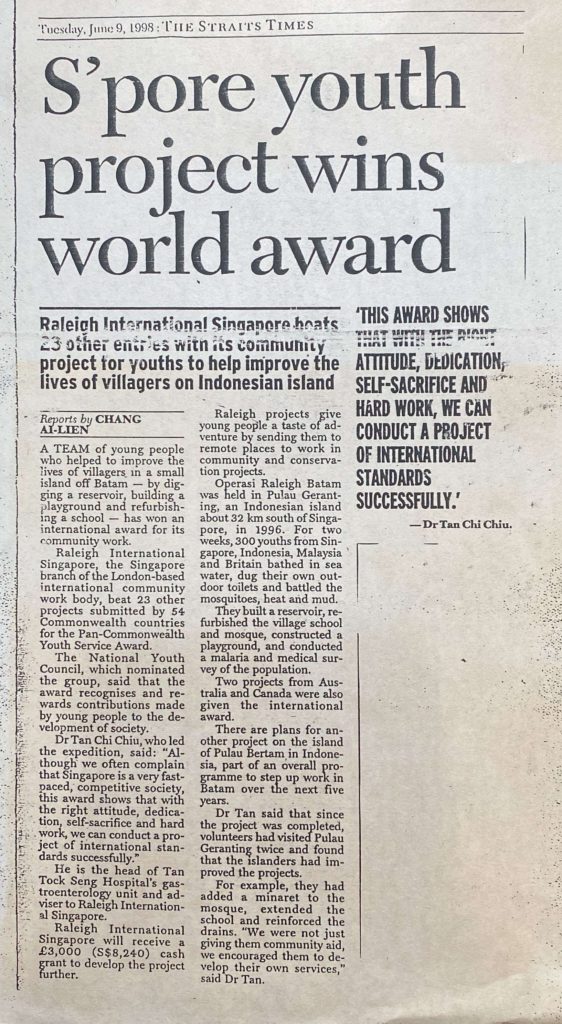 Tuesday, June 9, 1998 : THE STRAITS TIMES
S'pore youth
project wins
world award
Raleigh International Singapore beats
23 other entries with its community
project for youths to help improve the
lives of villagers on Indonesian island
Reports by CHANG
AI-LIEN
A TEAM of young people
who helped to improve the
lives of villagers in a small
island off Batam — by dig-
ging a reservoir, building a
playground and refurbish-
ing a school — has won an
international award for its
community work.
Raleigh International
Singapore, the Singapore
branch of the London-based
international community
work body, beat 23 other
projects submitted by 54
Commonwealth countries
for the Pan-Commonwealth
Youth Service Award.
The National Youth
Council, which nominated
the group, said that the
award recognises and re-
wards contributions made
by young people to the de-
velopment of society.
Dr Tan Chi Chiu, who led
the expedition, said: "Al-
though we often complain
that Singapore is a very fast-
paced, competitive society,
this award shows that with
the right attitude, dedica-
tion, self-sacrifice and hard
work, we can conduct a pro-
ject of international stan-
dards successfully."
He is the head of Tan
Tock Seng Hospital's gas-
troenterology unit and ad-
viser to Raleigh Internation-
al Singapore.
Raleigh International
Singapore will receive a
£3,000 (S$8,240) cash
grant to develop the project
further.
Raleigh projects give
young people a taste of ad-
venture by sending them to
remote places to work in
community and conserva-
tion projects.
Operasi Raleigh Batam
was held in Pulau Gerant-
ing, an Indonesian island
about 32 km south of Singa-
pore, in 1996. For two
weeks, 300 youths from Sin-
gapore, Indonesia, Malaysia
and Britain bathed in sea
water, dug their own out-
door toilets and battled the
mosquitoes, heat and mud.
They built a reservoir, re-
furbished the village school
and mosque, constructed a
playground, and conducted
a malaria and medical sur-
vey of the population.
Two projects from Aus-
tralia and Canada were also
given the international
award.
There are plans for an-
other project on the island
of Pulau Bertam in Indone-
sia, part of an overall pro-
gramme to step up work in
Batam over the next five
years.
Dr Tan said that since
the project was completed,
volunteers had visited Pulau
Geranting twice and found
that the islanders had im-
proved the projects.
For example, they had
added a minaret to the
mosque, extended the
school and reinforced the
drains. "We were not just
giving them community aid,
we encouraged them to de-
velop their own services,"
said Dr Tan.
'THIS AWARD SHOWS
THAT WITH THE RIGHT
ATTITUDE, DEDICATION,
SELF-SACRIFICE AND
HARD WORK, WE CAN
CONDUCT A PROJECT
OF INTERNATIONAL
STANDARDS
SUCCESSFULLY.'
— Dr Tan Chi Chiu.